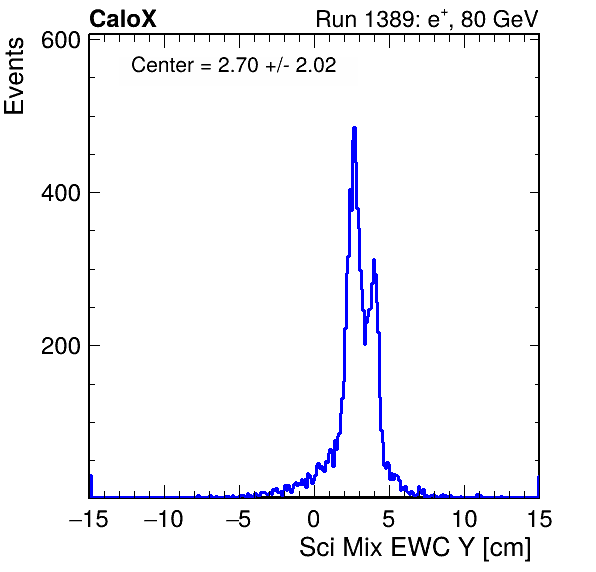 CaloX Run 1389: e⁺, 80 GeV
Center = 2.70 +/- 2.02
Events
600
400
200
−15 −10 −5 0 5 10 15
Sci Mix EWC Y [cm]